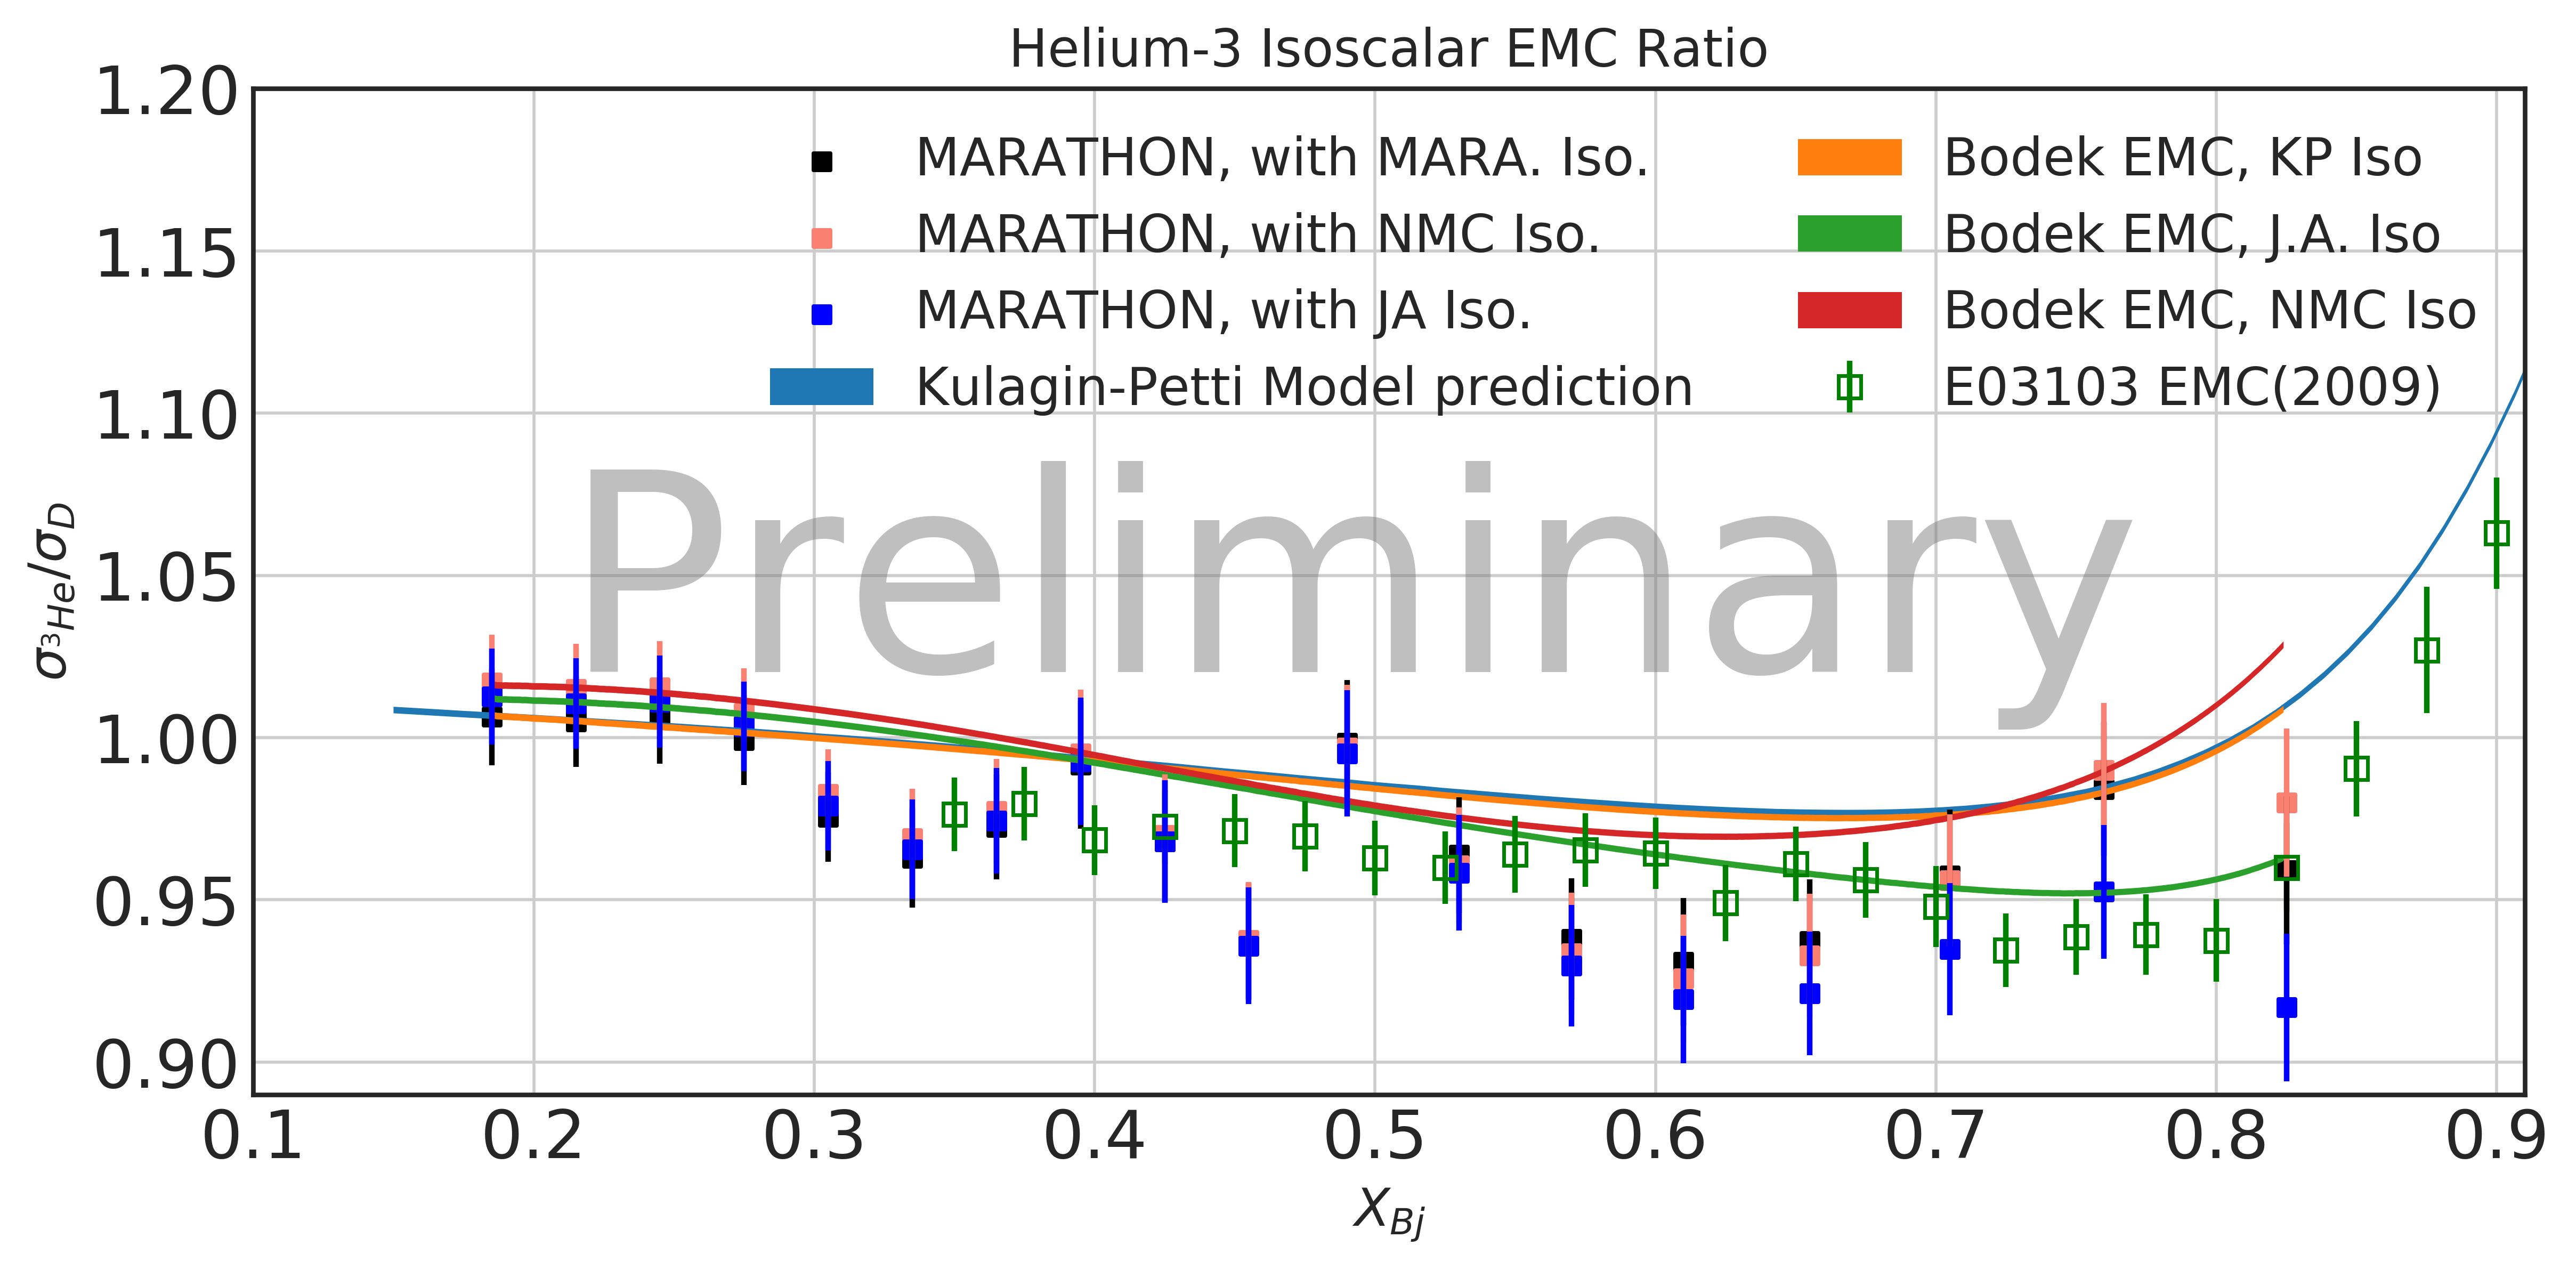 Helium-3 Isoscalar EMC Ratio
1.20
1.15
1.10
1.05
1.00
0.95
0.90
σ³He/σD
MARATHON, with MARA. Iso.
MARATHON, with NMC Iso.
MARATHON, with JA Iso.
Kulagin-Petti Model prediction
Bodek EMC, KP Iso
Bodek EMC, J.A. Iso
Bodek EMC, NMC Iso
E03103 EMC(2009)
Preliminary
0.1 0.2 0.3 0.4 0.5 0.6 0.7 0.8 0.9
XBj